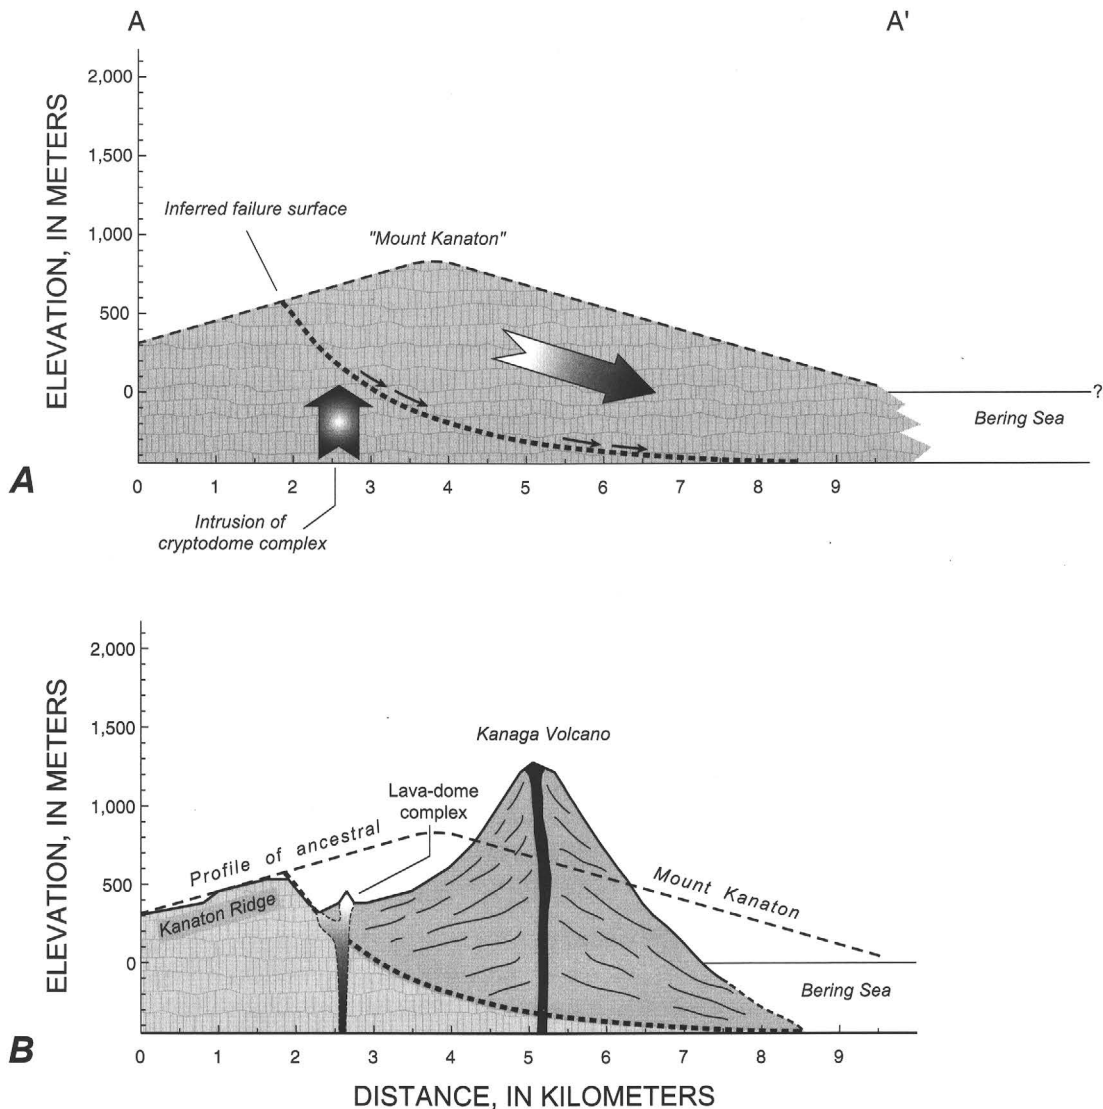 A
A'
2,000
1,500
1,000
500
0
ELEVATION, IN METERS
Inferred failure surface
"Mount Kanaton"
?
Bering Sea
A
0 1 2 3 4 5 6 7 8 9
Intrusion of
cryptodome complex
2,000
1,500
1,000
500
0
ELEVATION, IN METERS
Kanaga Volcano
Lava-dome
complex
Profile of ancestral
Mount Kanaton
Kanaton Ridge
Bering Sea
B
0 1 2 3 4 5 6 7 8 9
DISTANCE, IN KILOMETERS